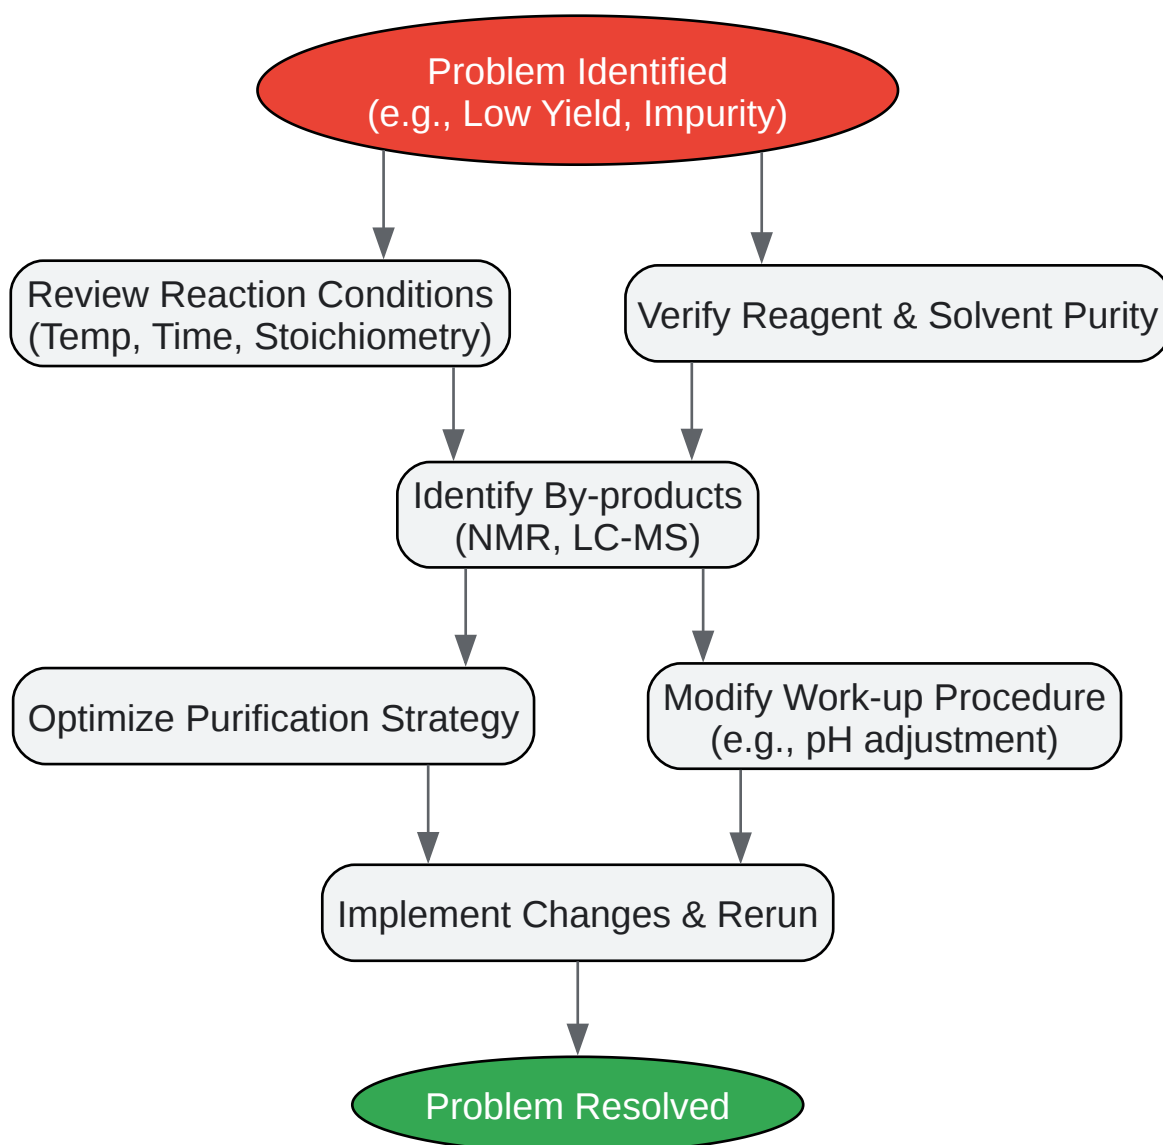 Problem Identified
(e.g., Low Yield, Impurity)
Review Reaction Conditions
(Temp, Time, Stoichiometry)
Verify Reagent & Solvent Purity
Identify By-products
(NMR, LC-MS)
Optimize Purification Strategy
Modify Work-up Procedure
(e.g., pH adjustment)
Implement Changes & Rerun
Problem Resolved